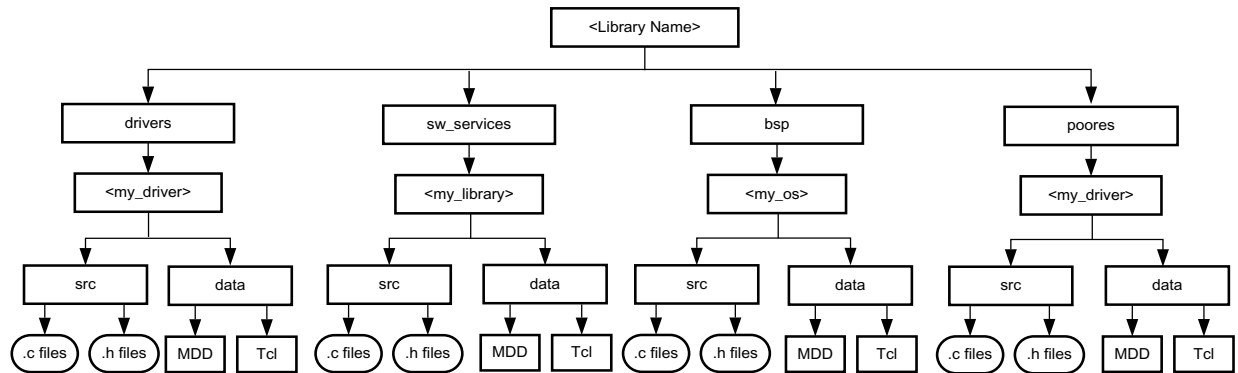 <Library Name>
drivers
sw_services
bsp
poores
<my_driver>
<my_library>
<my_os>
<my_driver>
src
data
src
data
src
data
src
data
.c files
.h files
MDD
Tcl
.c files
.h files
MDD
Tcl
.c files
.h files
MDD
Tcl
.c files
.h files
MDD
Tcl